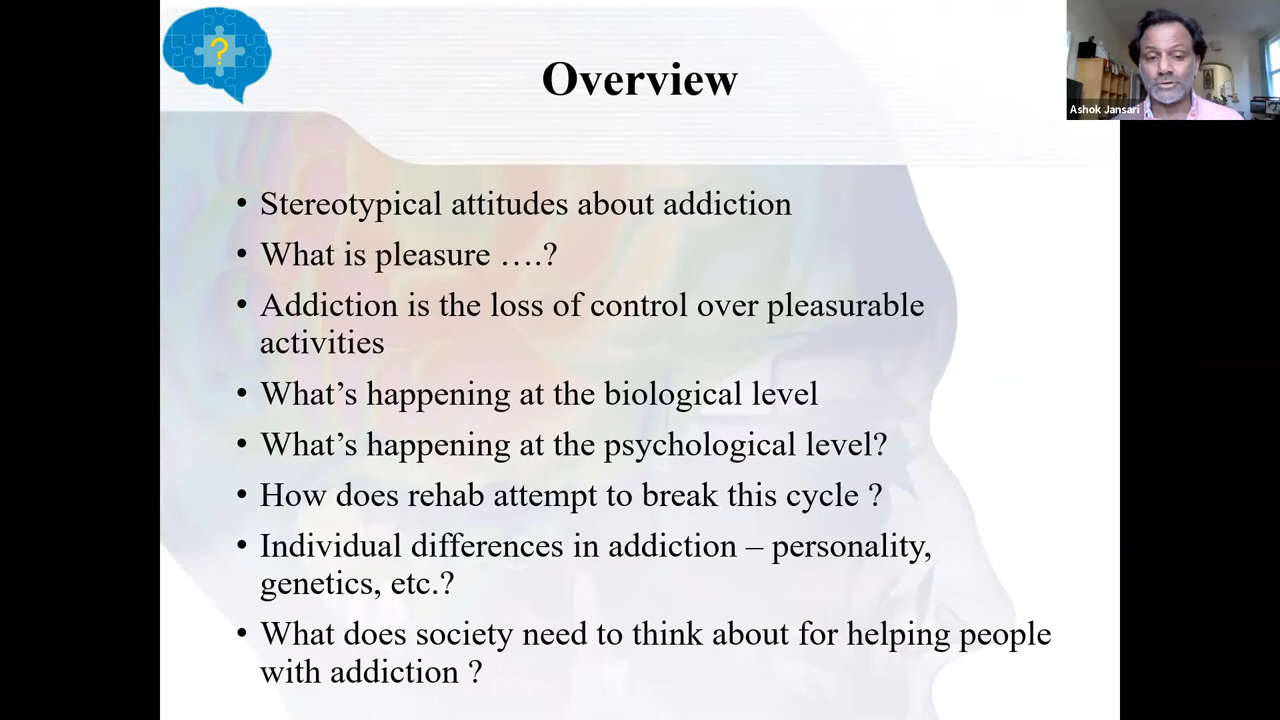 ?
Overview
Ashok Jansari
• Stereotypical attitudes about addiction
• What is pleasure ….?
• Addiction is the loss of control over pleasurable
activities
• What’s happening at the biological level
• What’s happening at the psychological level?
• How does rehab attempt to break this cycle ?
• Individual differences in addiction – personality,
genetics, etc.?
• What does society need to think about for helping people
with addiction ?